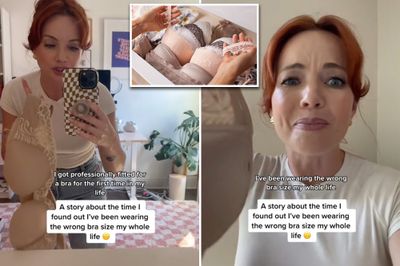 I got professionally fitted
for a bra for the first time in my
life
A story about the time I
found out I've been wearing
the wrong bra size my whole
life 😔
I've been wearing the wrong
bra size my whole life.
A story about the time I
found out I've been wearing
the wrong bra size my whole
life 😔